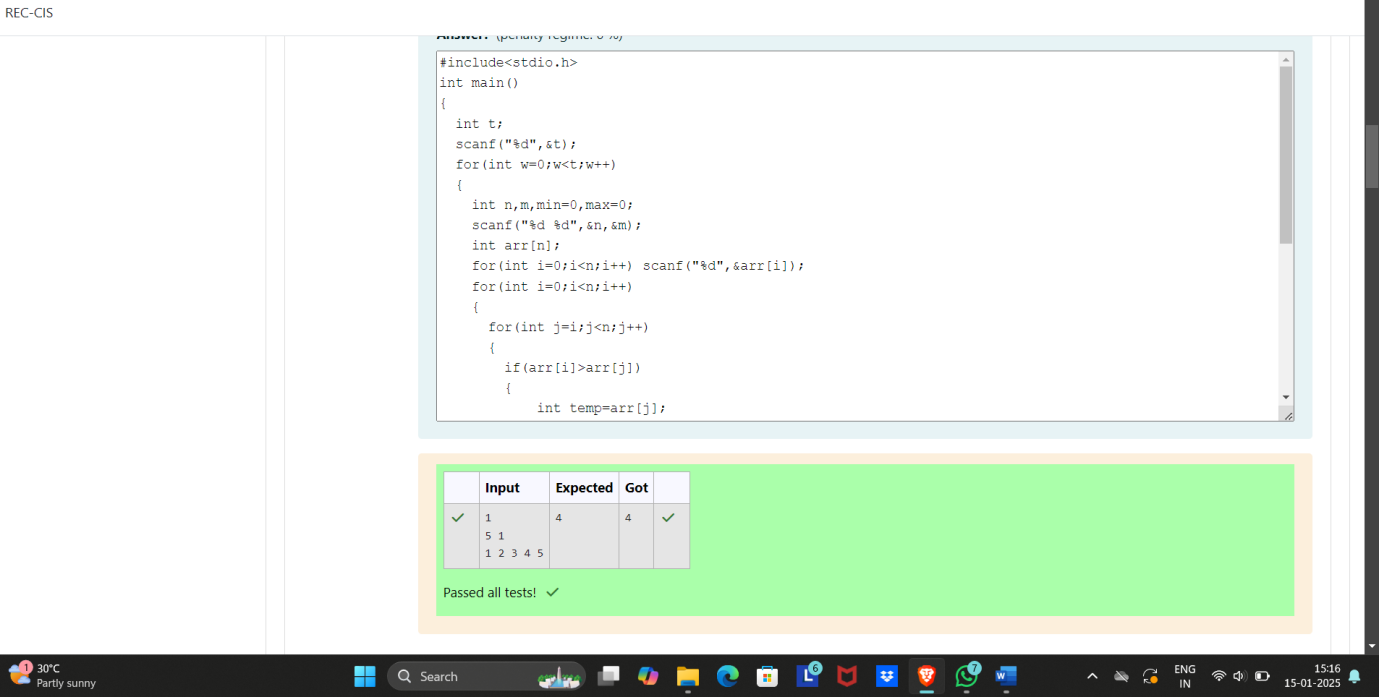 REC-CIS
Answer: (penalty regime: 0 %)
#include<stdio.h>
int main()
{
int t;
scanf("%d",&t);
for(int w=0;w<t;w++)
{
int n,m,min=0,max=0;
scanf("%d %d",&n,&m);
int arr[n];
for(int i=0;i<n;i++) scanf("%d",&arr[i]);
for(int i=0;i<n;i++)
{
for(int j=i;j<n;j++)
{
if(arr[i]>arr[j])
{
int temp=arr[j];
Input Expected Got
1 4 4
5 1
1 2 3 4 5
Passed all tests!
1
30°C
Partly sunny
Search
L 6
7
W
ENG
IN
15:16
15-01-2025